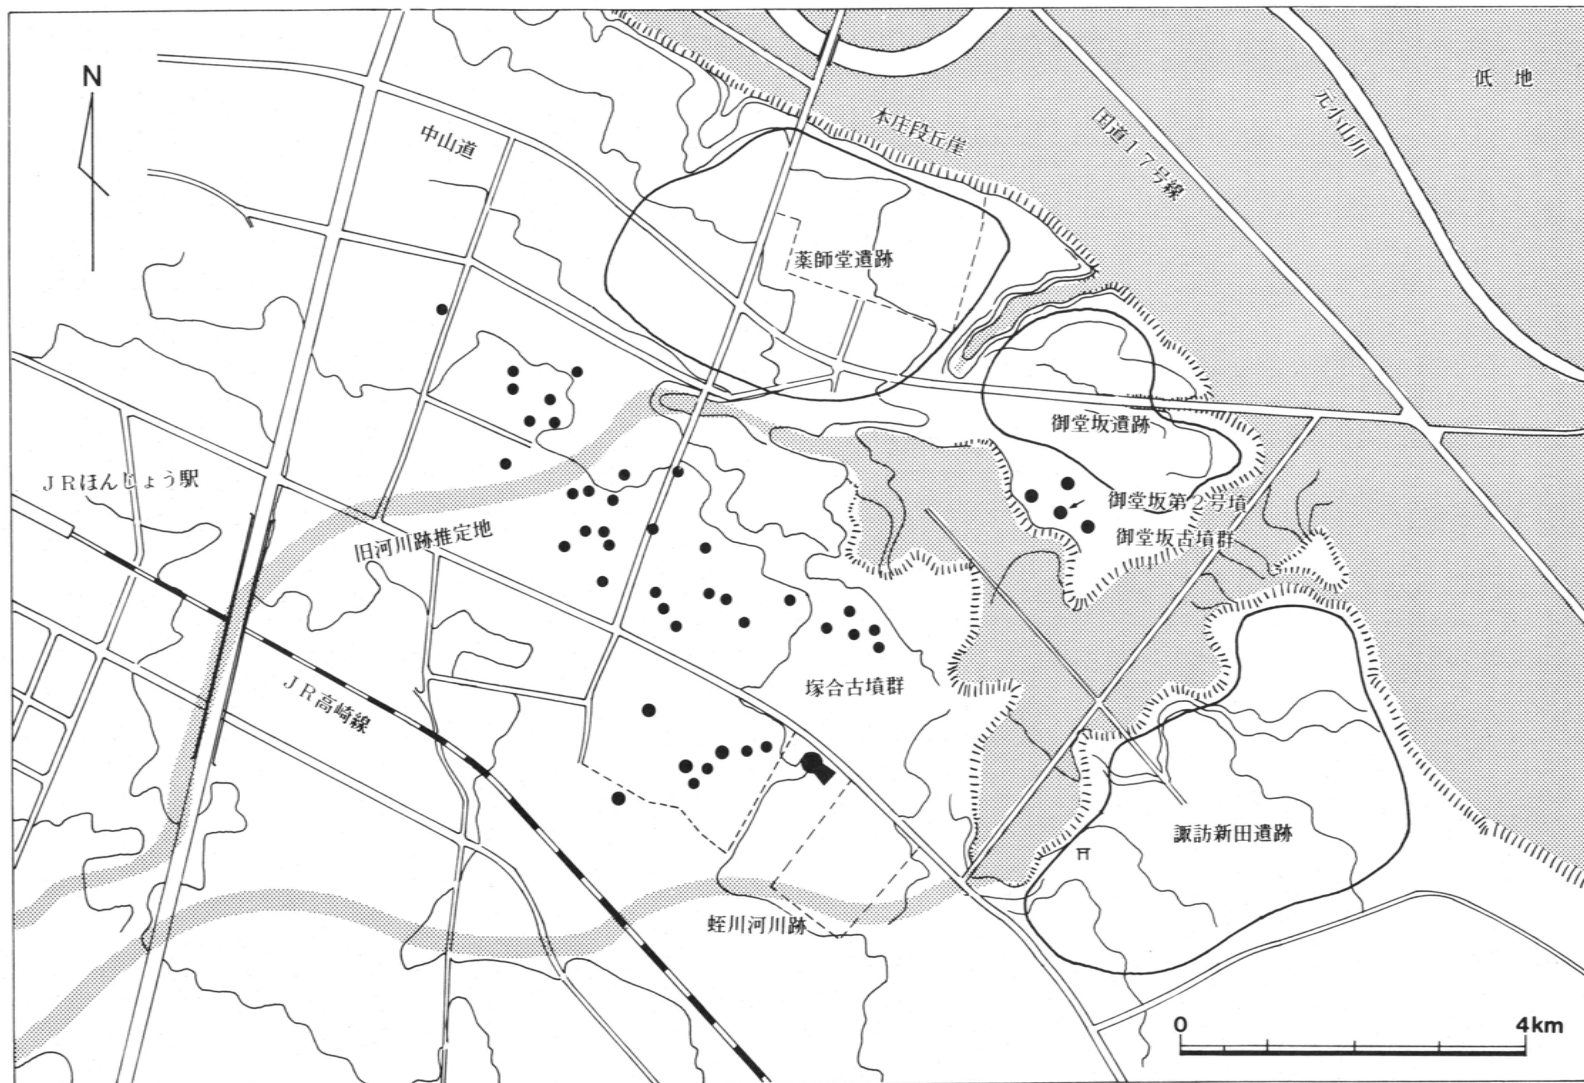 N
低地
元小山川
国道17号線
本庄段丘崖
中山道
薬師堂遺跡
御堂坂遺跡
JRほんじょう駅
御堂坂第2号墳
旧河川跡推定地
御堂坂古墳群
塚合古墳群
JR高崎線
諏訪新田遺跡
蛭川河川跡
0
4km